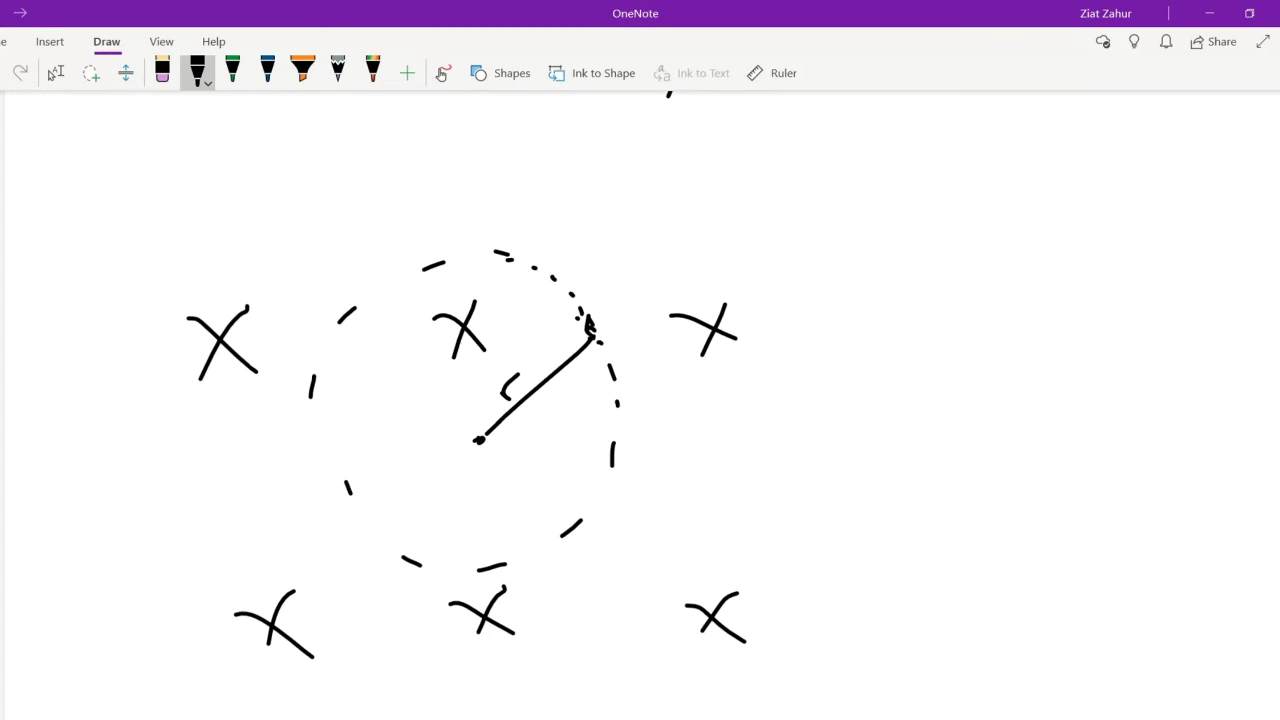 OneNote
Ziat Zahur
Insert Draw View Help
Share
Shapes Ink to Shape Ink to Text Ruler
X X X
r
X X X